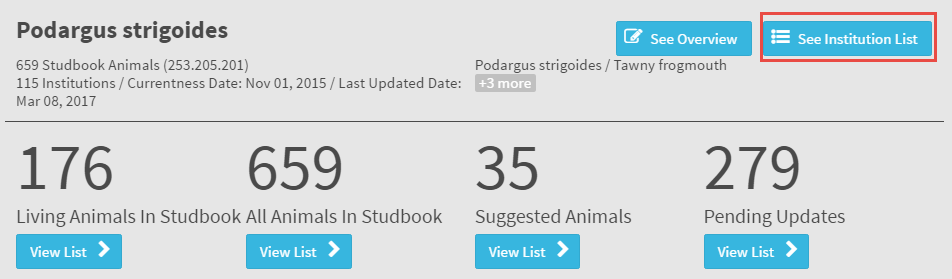 Podargus strigoides
See Overview
See Institution List
659 Studbook Animals (253.205.201)
115 Institutions / Currentness Date: Nov 01, 2015 / Last Updated Date:
Mar 08, 2017
Podargus strigoides / Tawny frogmouth
+3 more
176
659
35
279
Living Animals In Studbook
All Animals In Studbook
Suggested Animals
Pending Updates
View List
View List
View List
View List